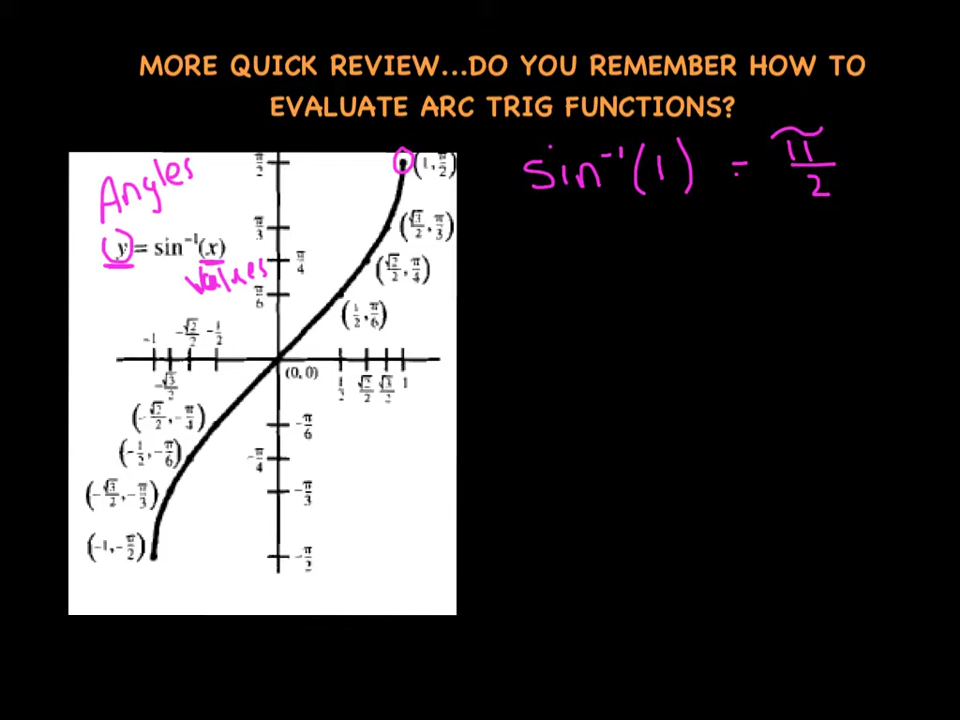 MORE QUICK REVIEW...DO YOU REMEMBER HOW TO
EVALUATE ARC TRIG FUNCTIONS?
sin⁻¹(1) = π/2
Angles
y = sin⁻¹(x)
values
π/2
(1, π/2)
π/3
(√3/2, π/3)
π/4
(√2/2, π/4)
π/6
(1/2, π/6)
-1
-√2/2
-1/2
-√3/2
(0, 0)
1/2
√2/2
√3/2
1
(-√2/2, -π/4)
-π/6
(-1/2, -π/6)
-π/4
(-√3/2, -π/3)
-π/3
(-1, -π/2)
-π/2